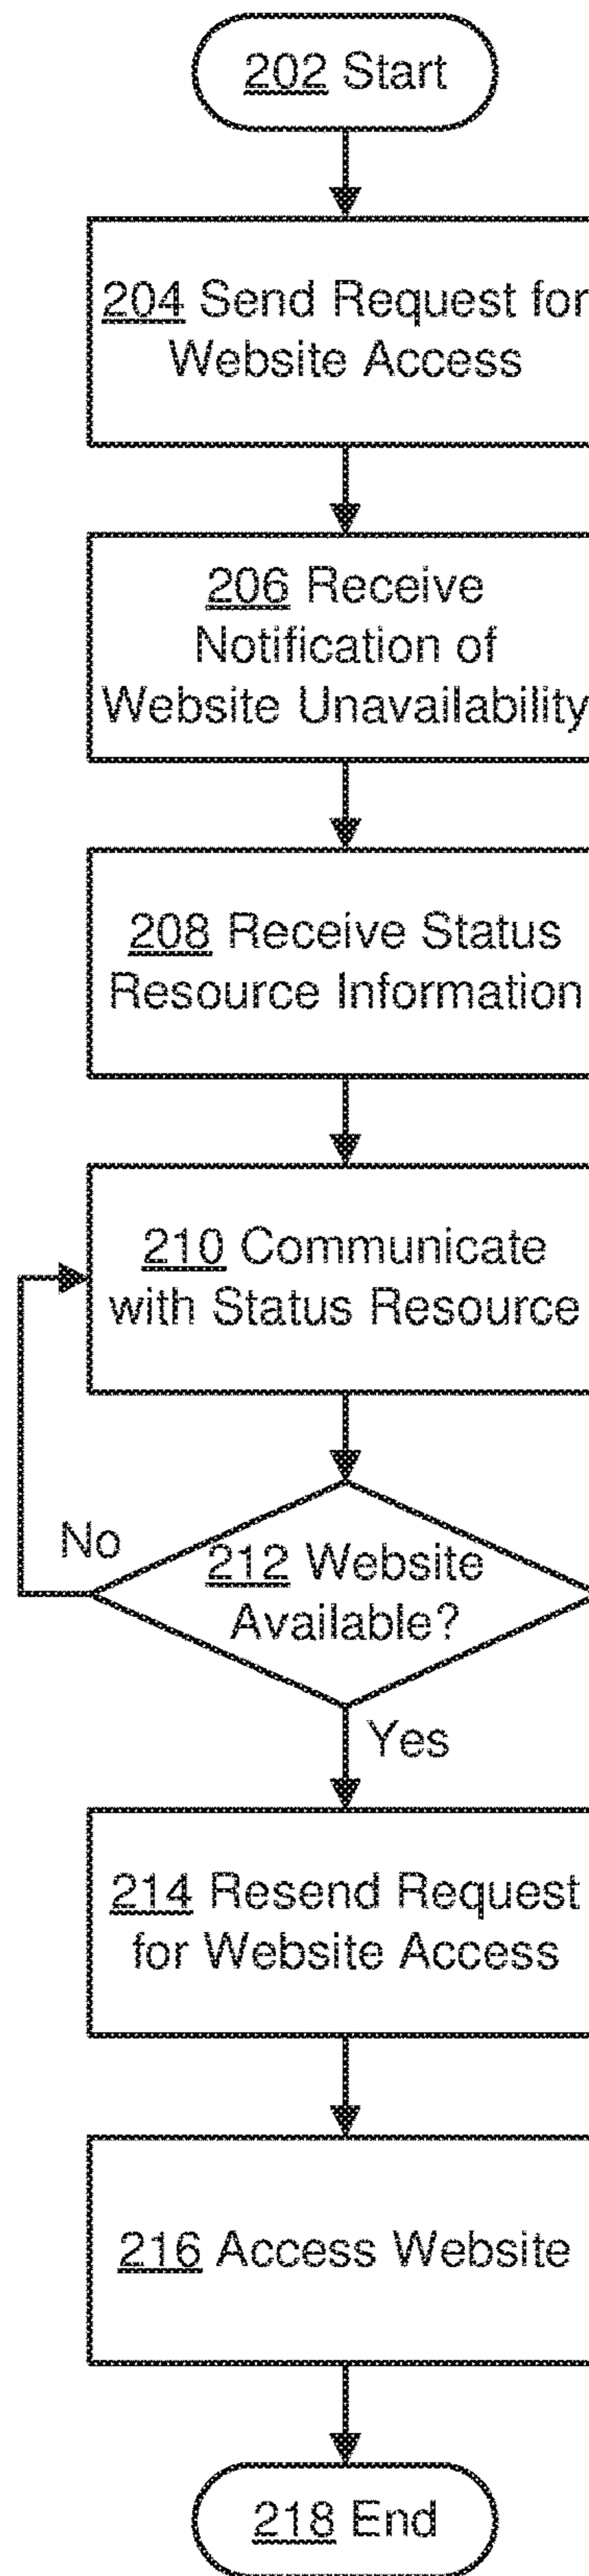 202 Start
204 Send Request for
Website Access
206 Receive
Notification of
Website Unavailability
208 Receive Status
Resource Information
210 Communicate
with Status Resource
No
212 Website
Available?
Yes
214 Resend Request
for Website Access
216 Access Website
218 End